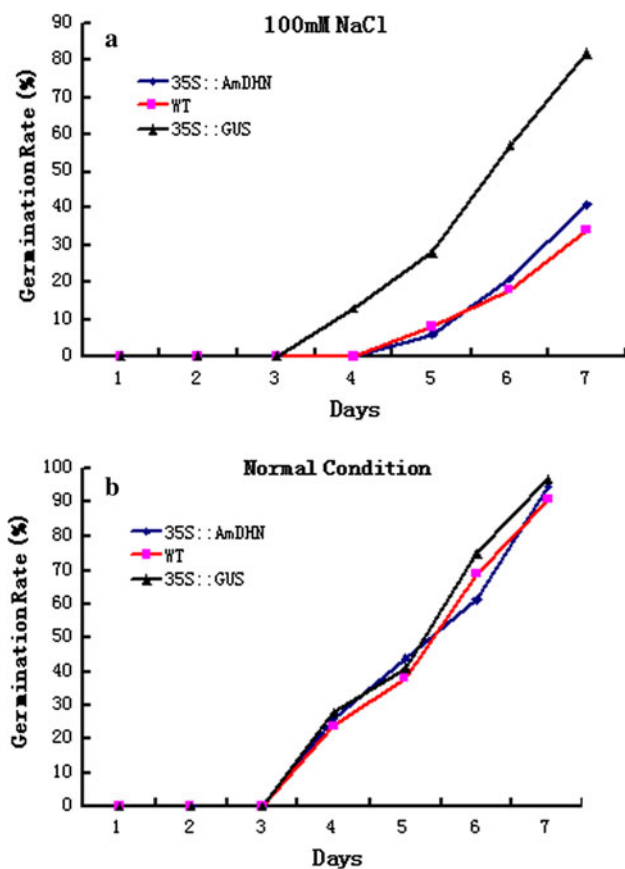 100mM NaCl
a
35S::AmDHN
WT
35S::GUS
Germination Rate (%)
90
80
70
60
50
40
30
20
10
0
1 2 3 4 5 6 7
Days
Normal Condition
b
35S::AmDHN
WT
35S::GUS
Germination Rate (%)
100
90
80
70
60
50
40
30
20
10
0
1 2 3 4 5 6 7
Days